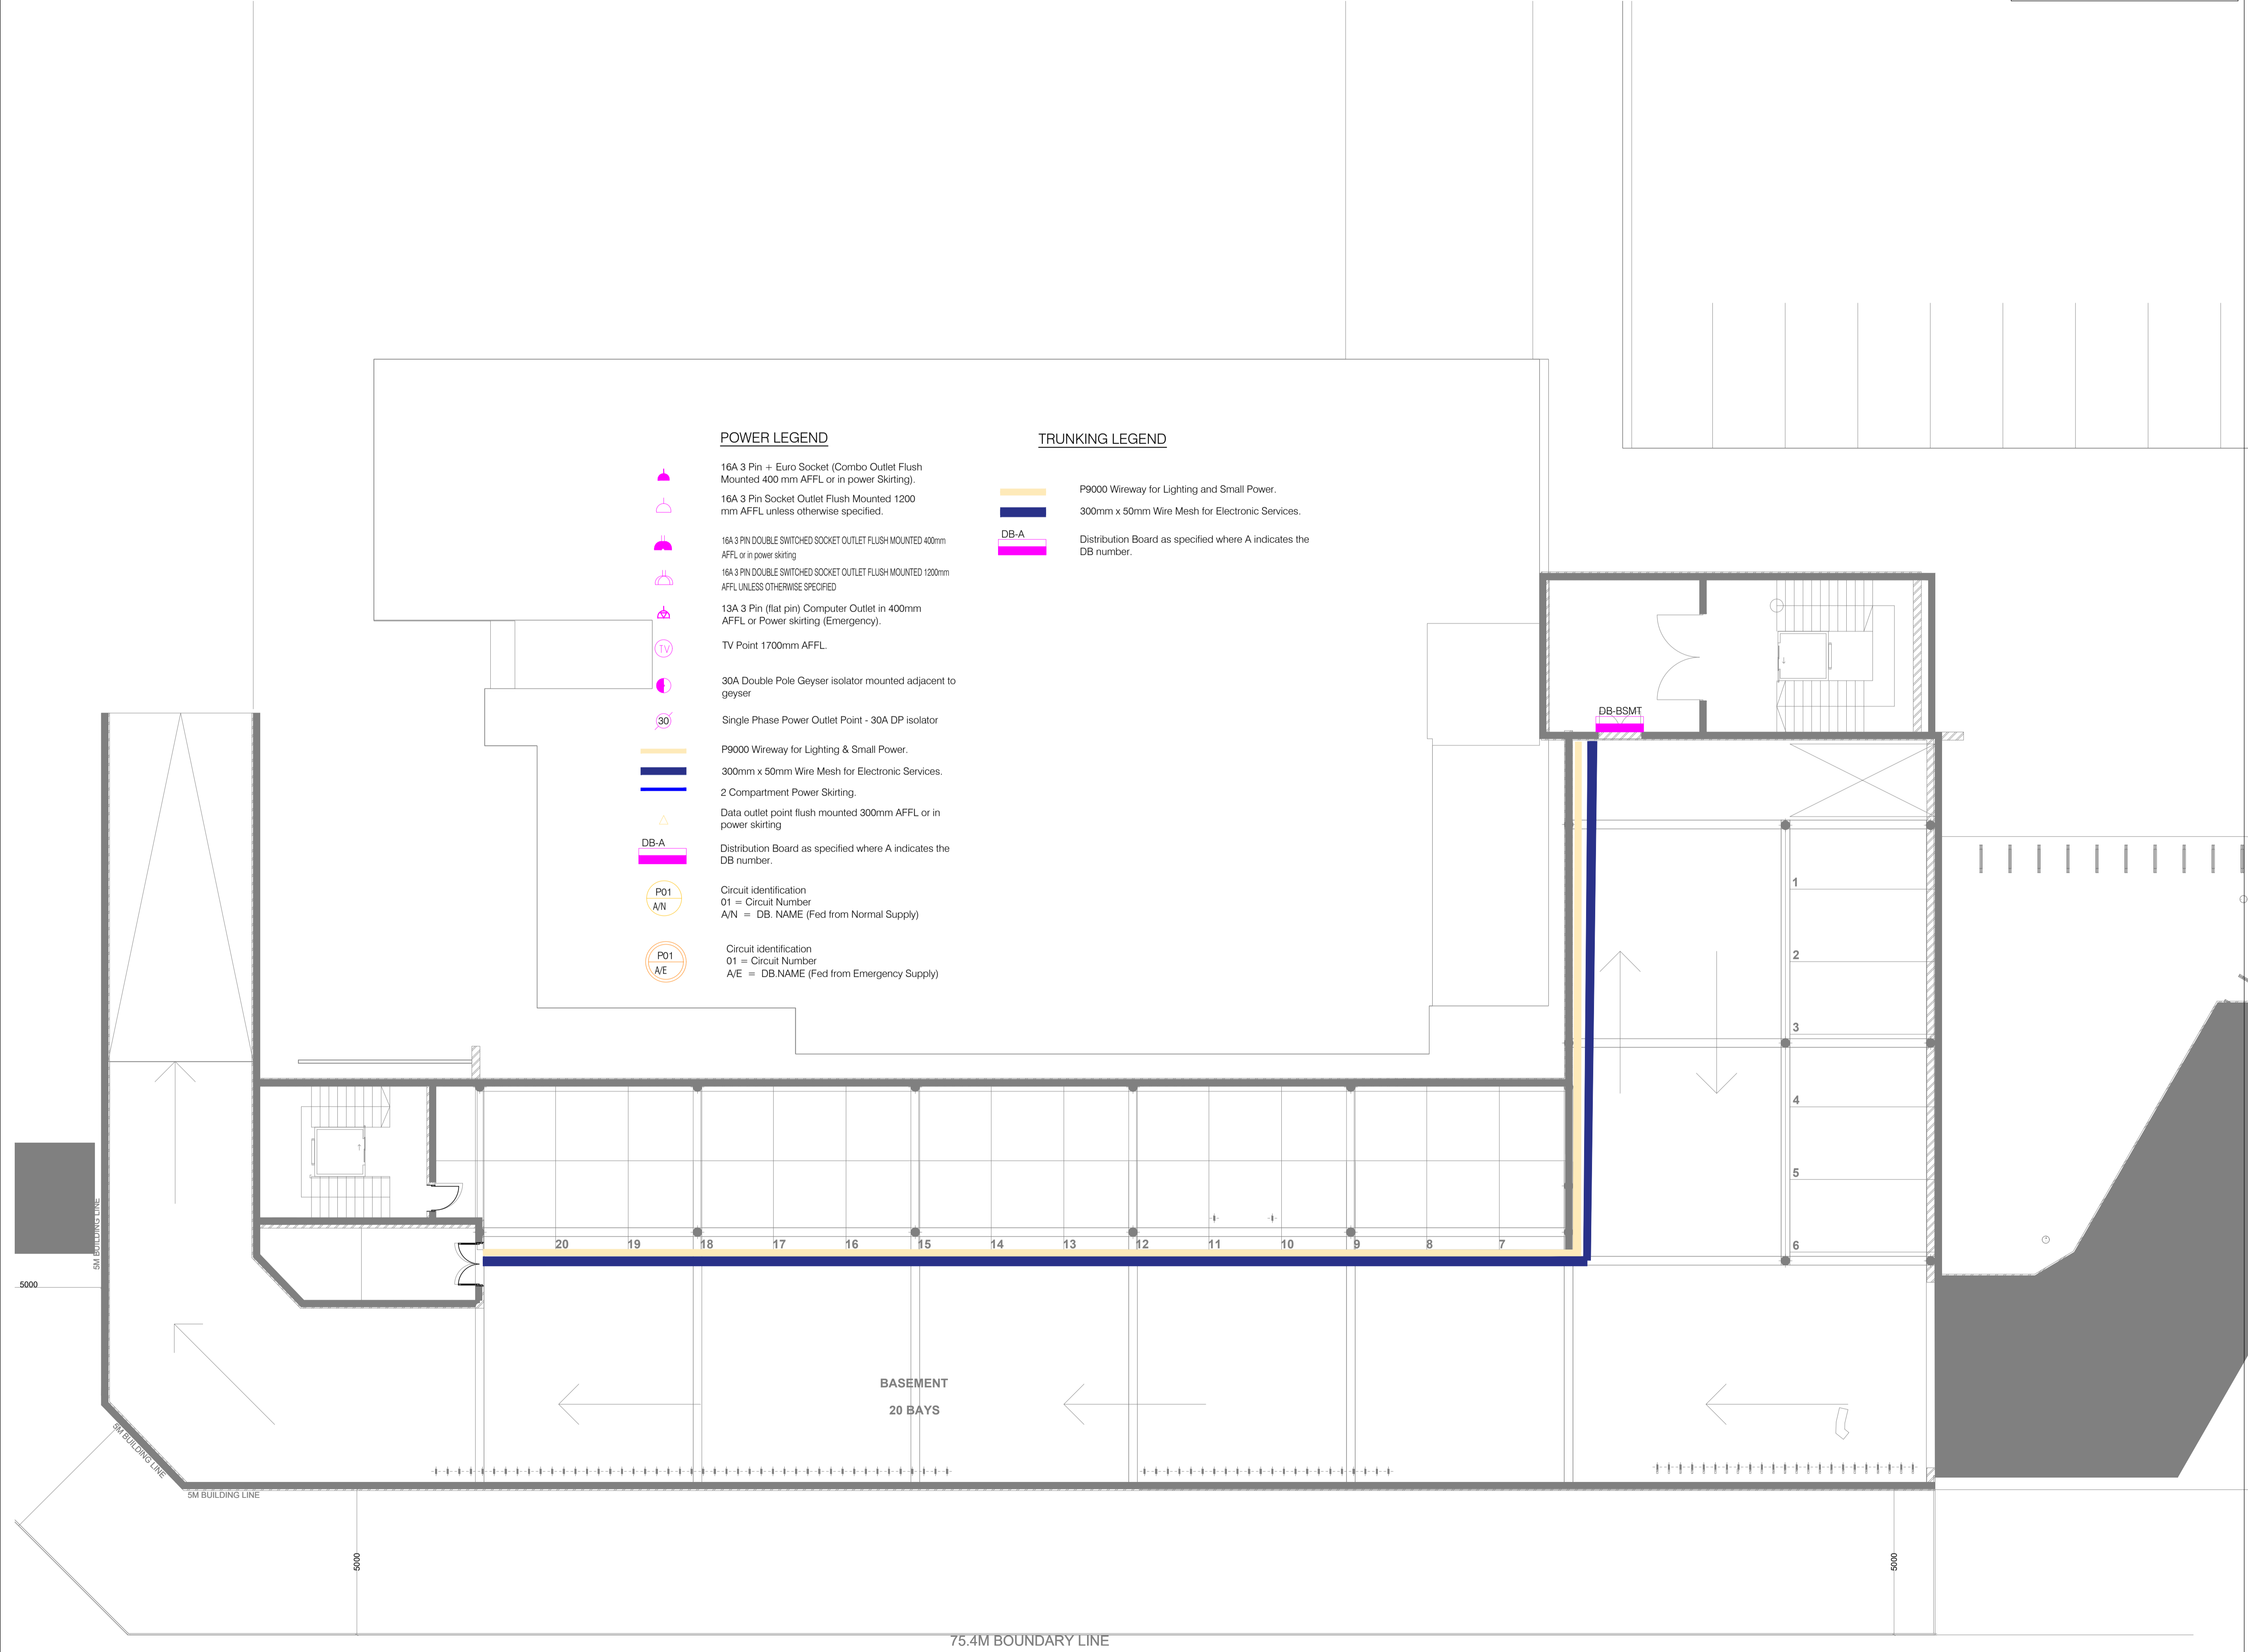 POWER LEGEND
16A 3 Pin + Euro Socket (Combo Outlet Flush
Mounted 400 mm AFFL or in power Skirting).
16A 3 Pin Socket Outlet Flush Mounted 1200
mm AFFL unless otherwise specified.
16A 3 PIN DOUBLE SWITCHED SOCKET OUTLET FLUSH MOUNTED 400mm
AFFL or in power skirting
16A 3 PIN DOUBLE SWITCHED SOCKET OUTLET FLUSH MOUNTED 1200mm
AFFL UNLESS OTHERWISE SPECIFIED
13A 3 Pin (flat pin) Computer Outlet in 400mm
AFFL or Power skirting (Emergency).
TV
TV Point 1700mm AFFL.
30A Double Pole Geyser isolator mounted adjacent to
geyser
30
Single Phase Power Outlet Point - 30A DP isolator
P9000 Wireway for Lighting & Small Power.
300mm x 50mm Wire Mesh for Electronic Services.
2 Compartment Power Skirting.
Data outlet point flush mounted 300mm AFFL or in
power skirting
DB-A
Distribution Board as specified where A indicates the
DB number.
P01
A/N
Circuit identification
01 = Circuit Number
A/N = DB. NAME (Fed from Normal Supply)
P01
A/E
Circuit identification
01 = Circuit Number
A/E = DB.NAME (Fed from Emergency Supply)
TRUNKING LEGEND
P9000 Wireway for Lighting and Small Power.
300mm x 50mm Wire Mesh for Electronic Services.
DB-A
Distribution Board as specified where A indicates the
DB number.
DB-BSMT
1
2
3
4
5
6
20
19
18
17
16
15
14
13
12
11
10
9
8
7
5M BUILDING LINE
5000
BASEMENT
20 BAYS
5M BUILDING LINE
5M BUILDING LINE
5000
5000
75.4M BOUNDARY LINE